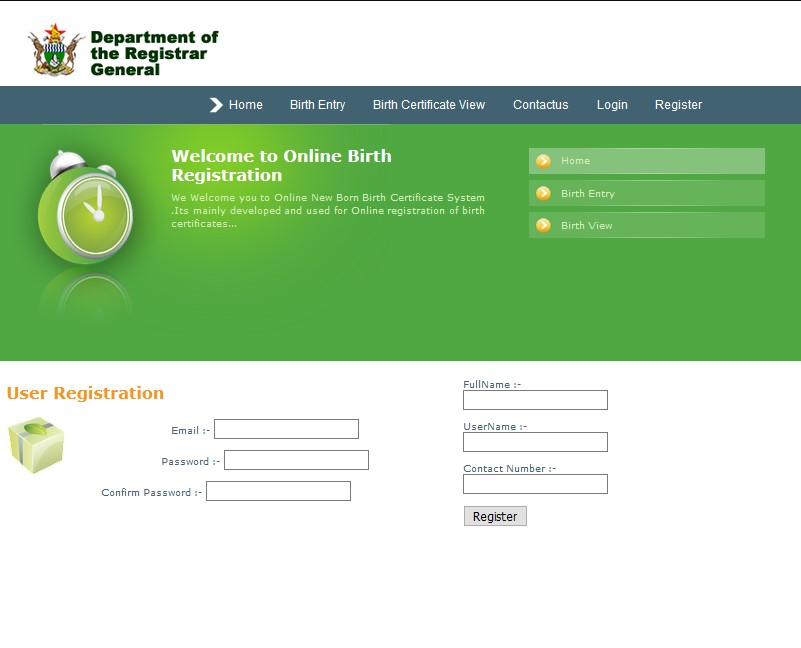 Department of
the Registrar
General
Home
Birth Entry
Birth Certificate View
Contactus
Login
Register
Welcome to Online Birth
Registration
We Welcome you to Online New Born Birth Certificate System
.Its mainly developed and used for Online registration of birth
certificates...
Home
Birth Entry
Birth View
User Registration
Email :-
Password :-
Confirm Password :-
FullName :-
UserName :-
Contact Number :-
Register